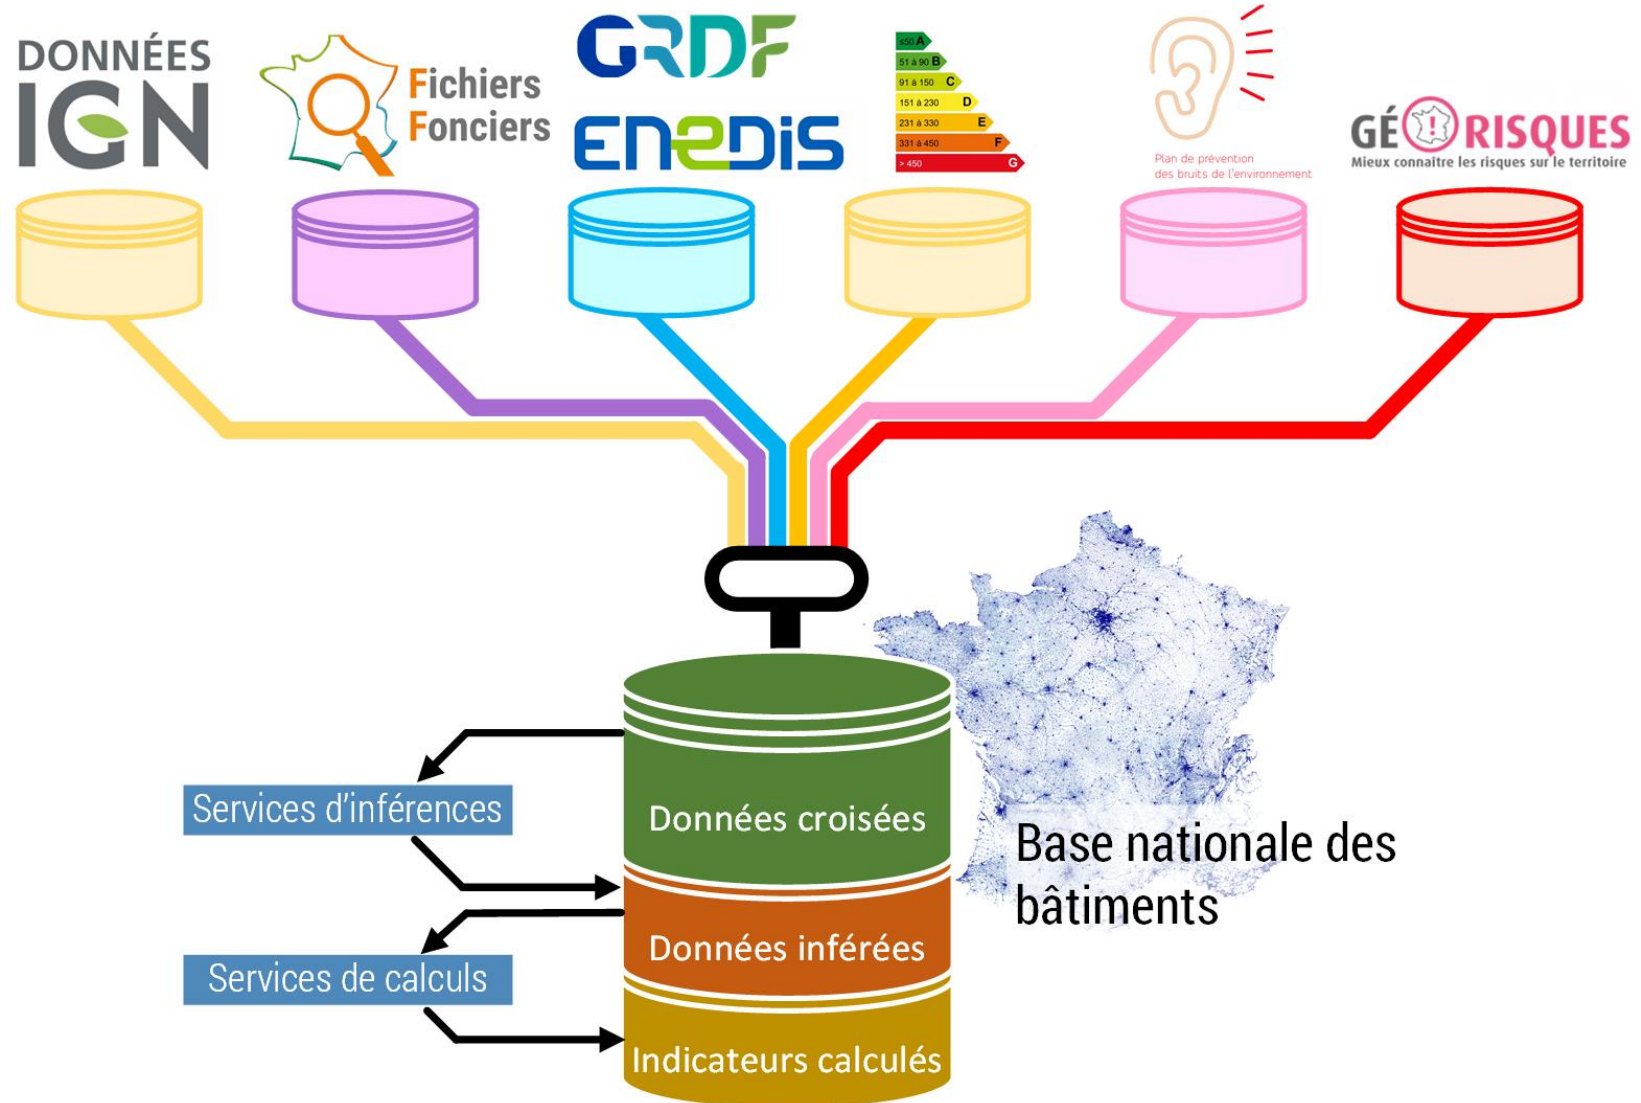 DONNÉES
IGN
Fichiers
Fonciers
GRDF
ENEDIS
≤50 A
51 à 90 B
91 à 150 C
151 à 230 D
231 à 330 E
331 à 450 F
> 450 G
Plan de prévention
des bruits de l'environnement
GÉ!RISQUES
Mieux connaître les risques sur le territoire
Services d'inférences
Données croisées
Base nationale des
bâtiments
Données inférées
Services de calculs
Indicateurs calculés